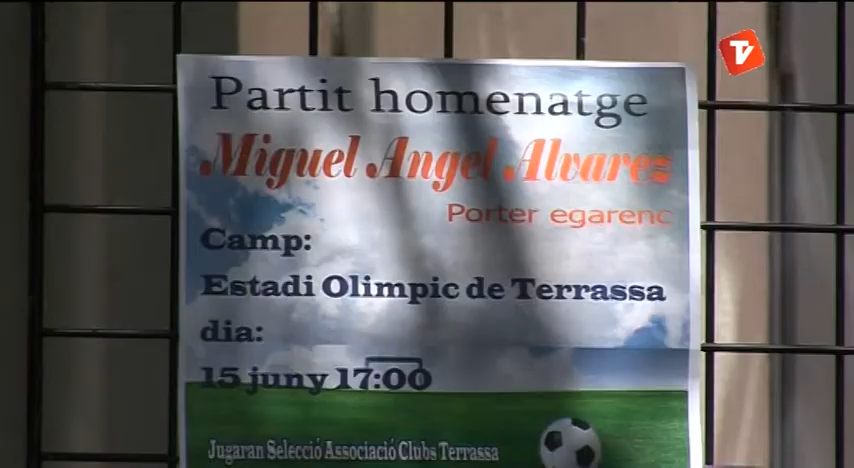 TV
Partit homenatge
Miguel Angel Alvarez
Porter egarenc
Camp:
Estadi Olimpic de Terrassa
dia:
15 juny 17:00
Jugaran Selecció Associació Clubs Terrassa